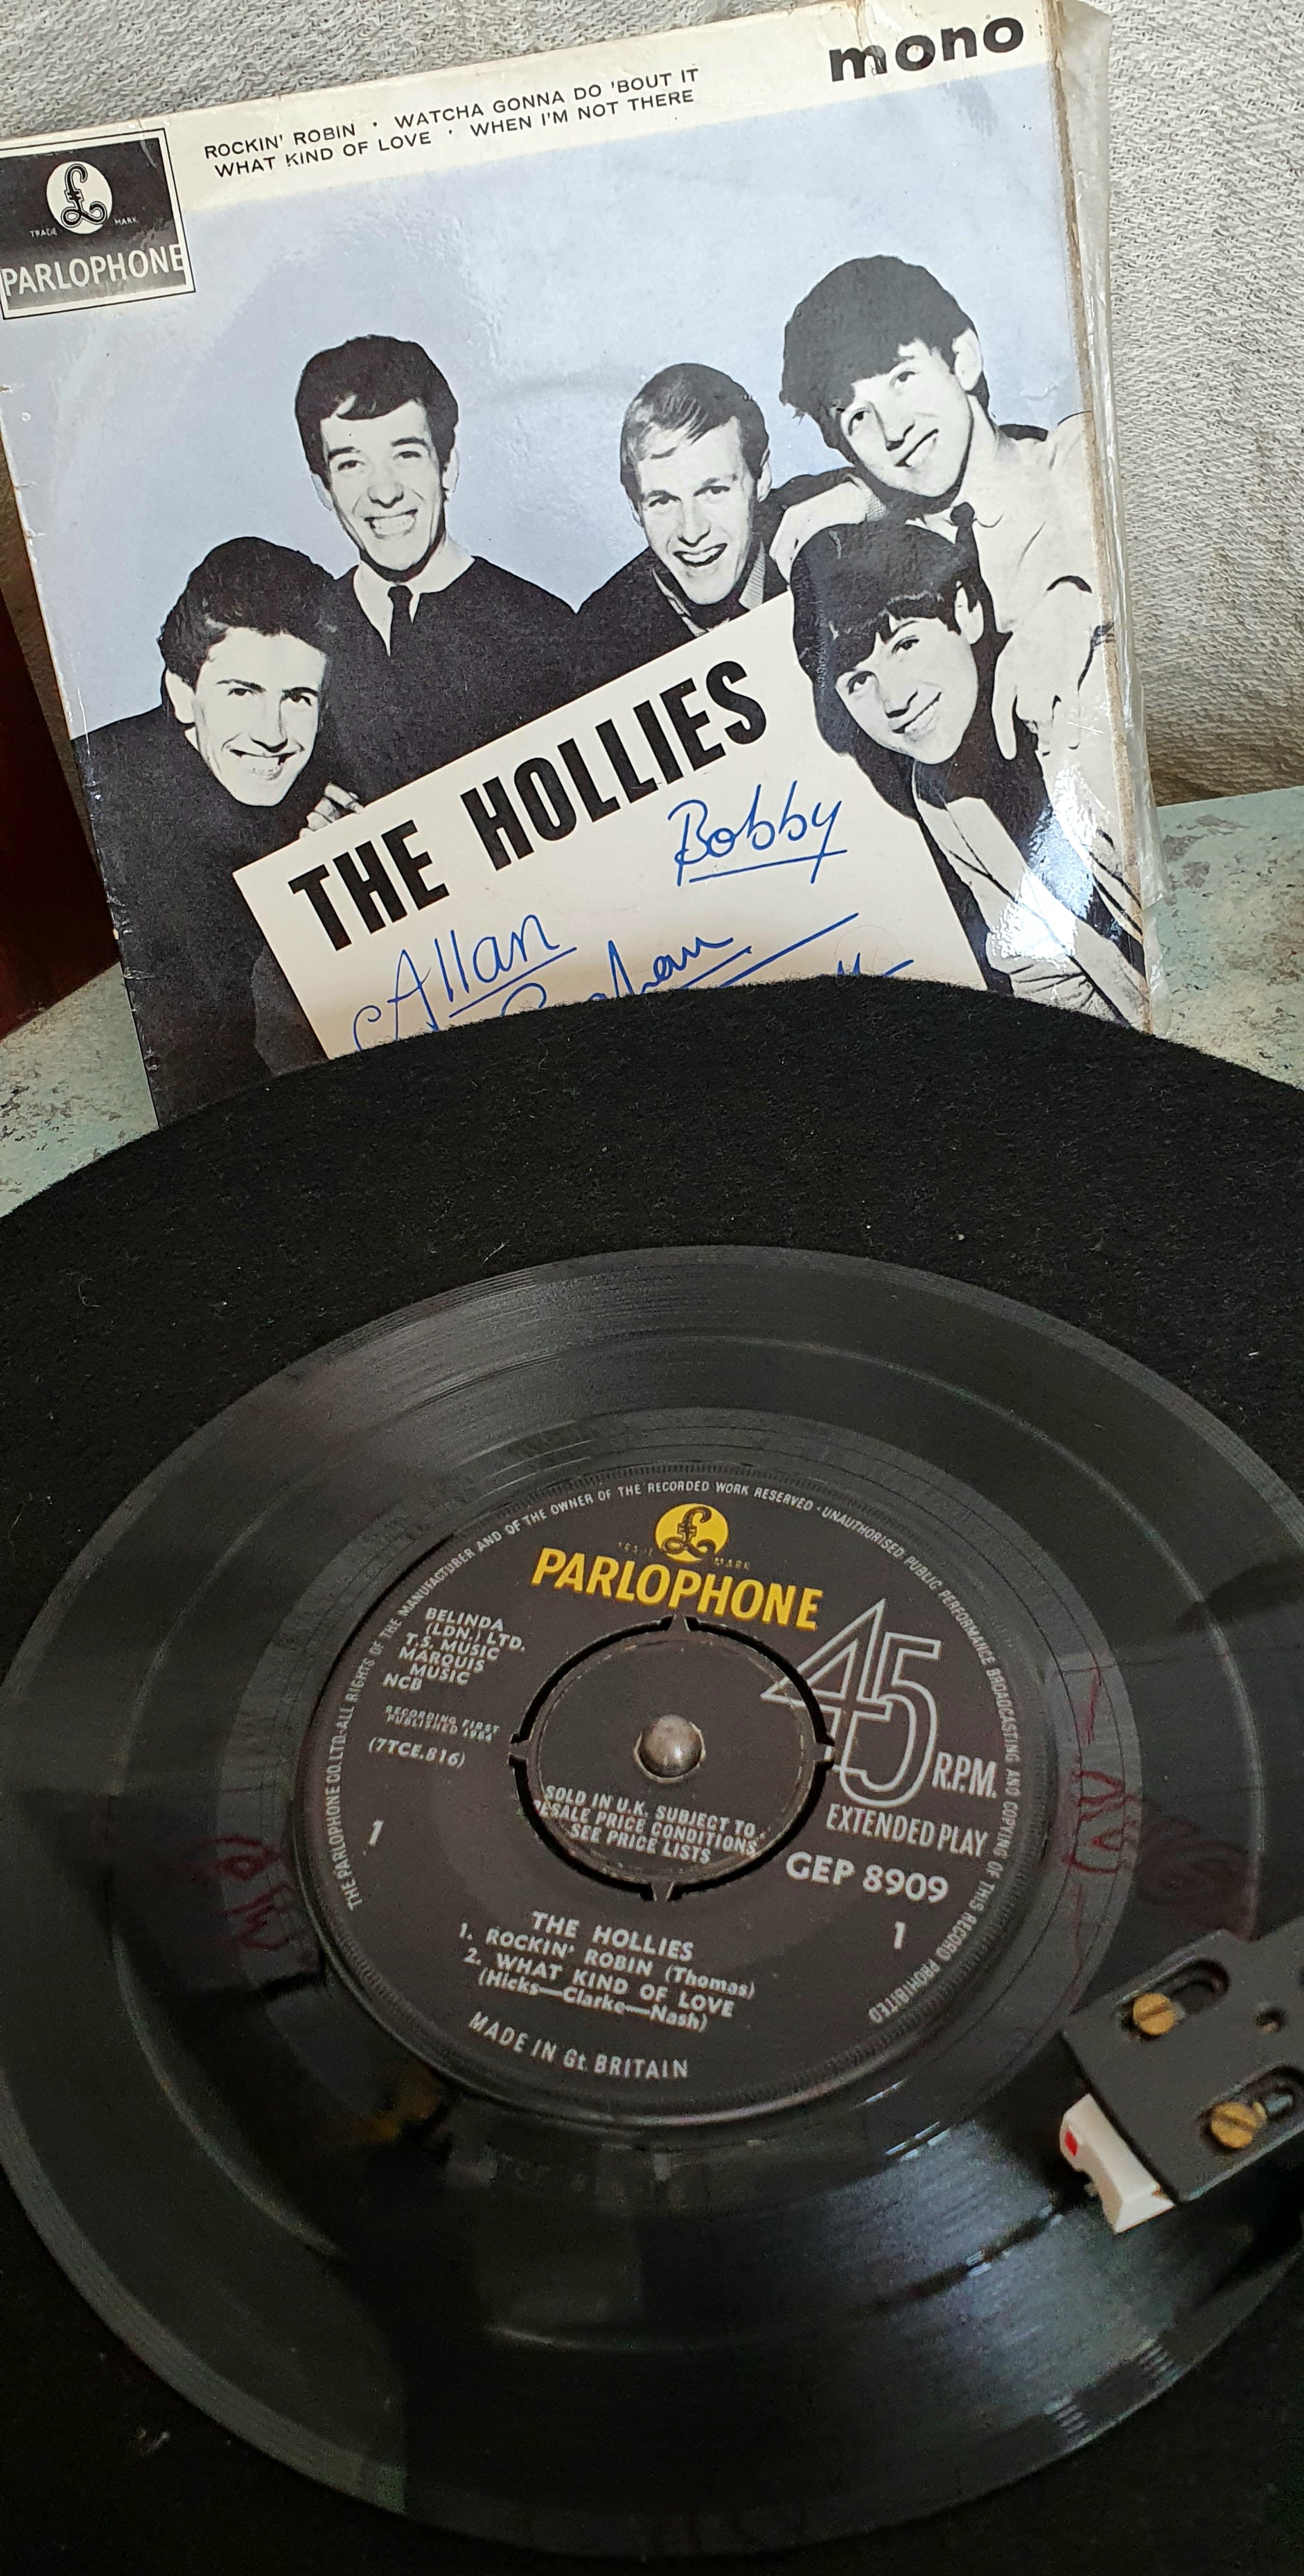 mono
ROCKIN' ROBIN · WATCHA GONNA DO 'BOUT IT
WHAT KIND OF LOVE · WHEN I'M NOT THERE
£
TRADE MARK
PARLOPHONE
THE HOLLIES
Bobby
Allan
Graham
THE PARLOPHONE CO. LTD. ALL RIGHTS OF THE MANUFACTURER AND OF THE OWNER OF THE RECORDED WORK RESERVED · UNAUTHORISED PUBLIC PERFORMANCE BROADCASTING AND COPYING OF THIS RECORD PROHIBITED
£
TRADE MARK
PARLOPHONE
BELINDA
(LDN.) LTD.
T.S. MUSIC
MARQUIS
MUSIC
NCB
RECORDING FIRST
PUBLISHED 1964
(7TCE.816)
1
45
R.P.M.
EXTENDED PLAY
GEP 8909
1
SOLD IN U.K. SUBJECT TO
RESALE PRICE CONDITIONS,
SEE PRICE LISTS
THE HOLLIES
1. ROCKIN' ROBIN (Thomas)
2. WHAT KIND OF LOVE
(Hicks—Clarke—Nash)
MADE IN Gt. BRITAIN